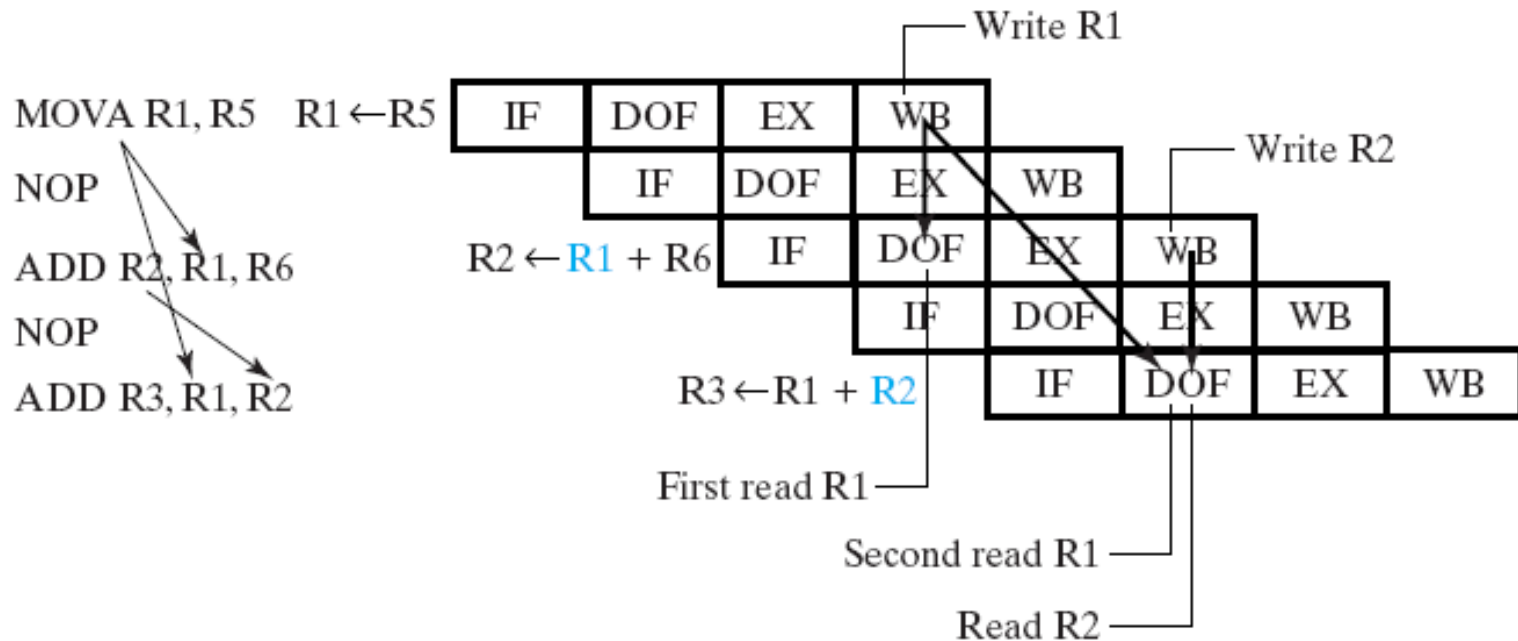 Write R1
MOVA R1, R5 R1 ←R5 IF DOF EX WB
Write R2
NOP IF DOF EX WB
ADD R2, R1, R6 R2 ← R1 + R6 IF DOF EX WB
NOP IF DOF EX WB
ADD R3, R1, R2 R3 ←R1 + R2 IF DOF EX WB
First read R1
Second read R1
Read R2